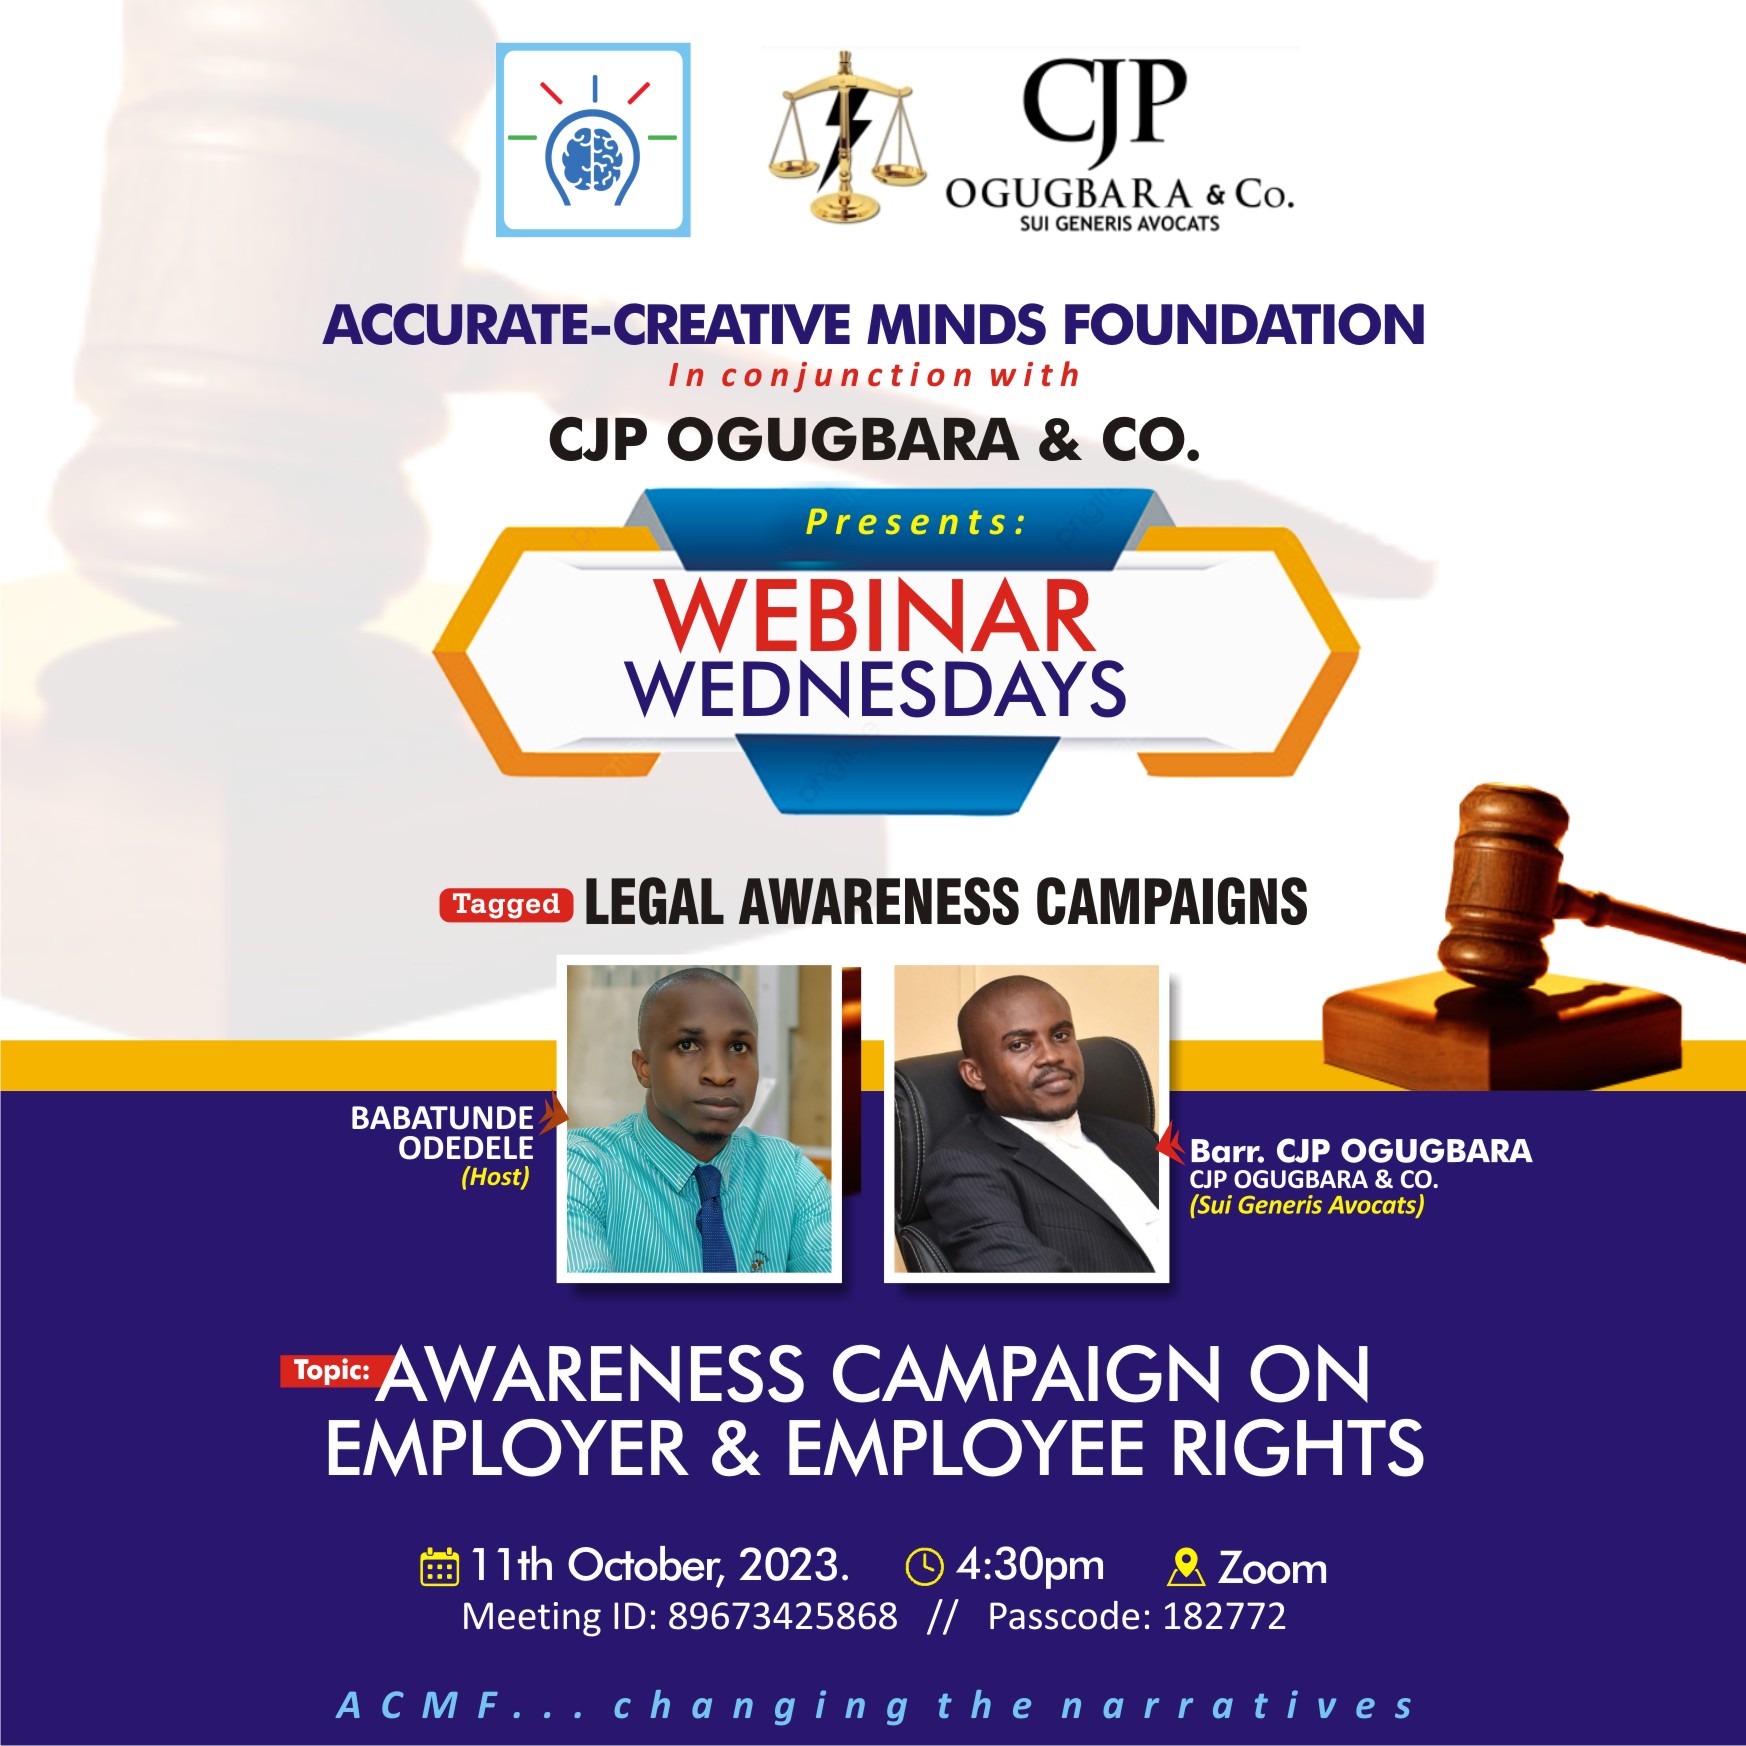 CJP
OGUGBARA & Co.
SUI GENERIS AVOCATS
ACCURATE-CREATIVE MINDS FOUNDATION
In conjunction with
CJP OGUGBARA & CO.
Presents:
WEBINAR
WEDNESDAYS
Tagged LEGAL AWARENESS CAMPAIGNS
BABATUNDE
ODEDELE
(Host)
Barr. CJP OGUGBARA
CJP OGUGBARA & CO.
(Sui Generis Avocats)
Topic: AWARENESS CAMPAIGN ON
EMPLOYER & EMPLOYEE RIGHTS
11th October, 2023. 4:30pm Zoom
Meeting ID: 89673425868 // Passcode: 182772
ACMF... changing the narratives